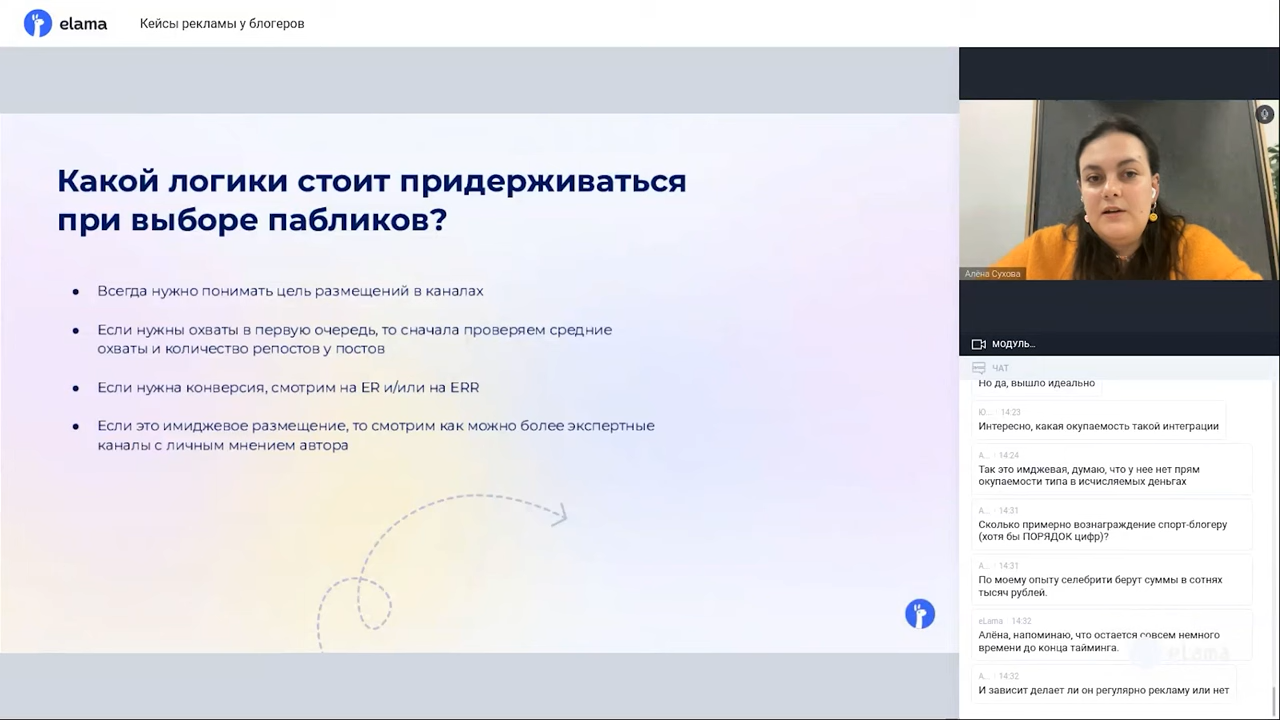 elama
Кейсы рекламы у блогеров
Какой логики стоит придерживаться
при выборе пабликов?
Всегда нужно понимать цель размещений в каналах
Если нужны охваты в первую очередь, то сначала проверяем средние
охваты и количество репостов у постов
Если нужна конверсия, смотрим на ER и/или на ERR
Если это имиджевое размещение, то смотрим как можно более экспертные
каналы с личным мнением автора
Алёна Сухова
МОДУЛЬ...
ЧАТ
Но да, вышло идеально
Ю... · 14:23
Интересно, какая окупаемость такой интеграции
А... · 14:24
Так это имджевая, думаю, что у нее нет прям
окупаемости типа в исчисляемых деньгах
А... · 14:31
Сколько примерно вознаграждение спорт-блогеру
(хотя бы ПОРЯДОК цифр)?
А... · 14:31
По моему опыту селебрити берут суммы в сотнях
тысяч рублей.
eLama · 14:32
Алёна, напоминаю, что остается совсем немного
времени до конца тайминга.
eLama
А... · 14:32
И зависит делает ли он регулярно рекламу или нет